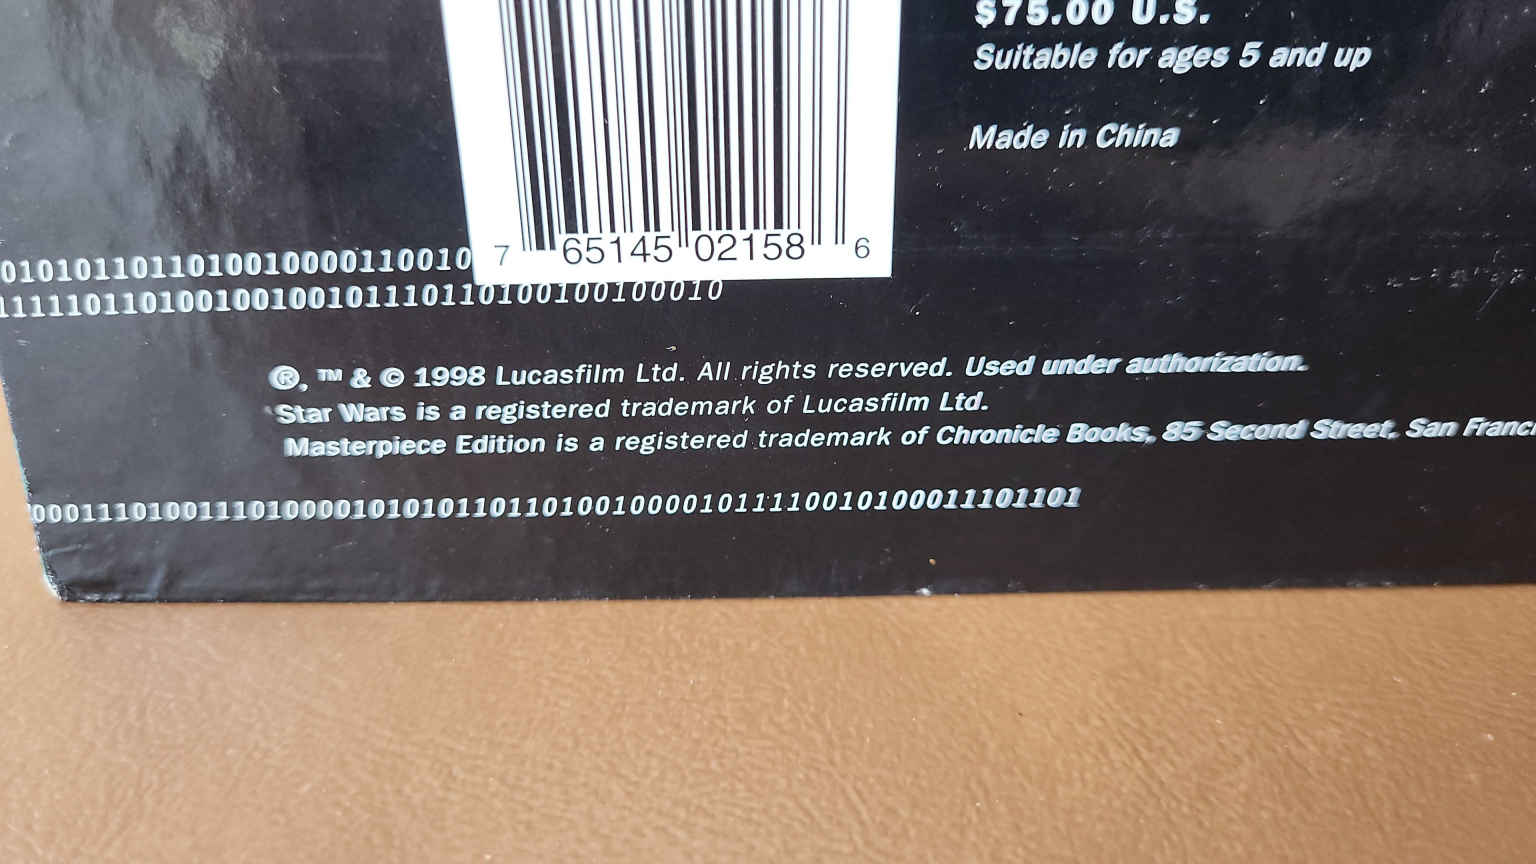 $75.00 U.S.
Suitable for ages 5 and up
Made in China
7 65145 02158 6
0101011011010010000110010
®, ™ & © 1998 Lucasfilm Ltd. All rights reserved. Used under authorization.
Star Wars is a registered trademark of Lucasfilm Ltd.
Masterpiece Edition is a registered trademark of Chronicle Books, 85 Second Street, San